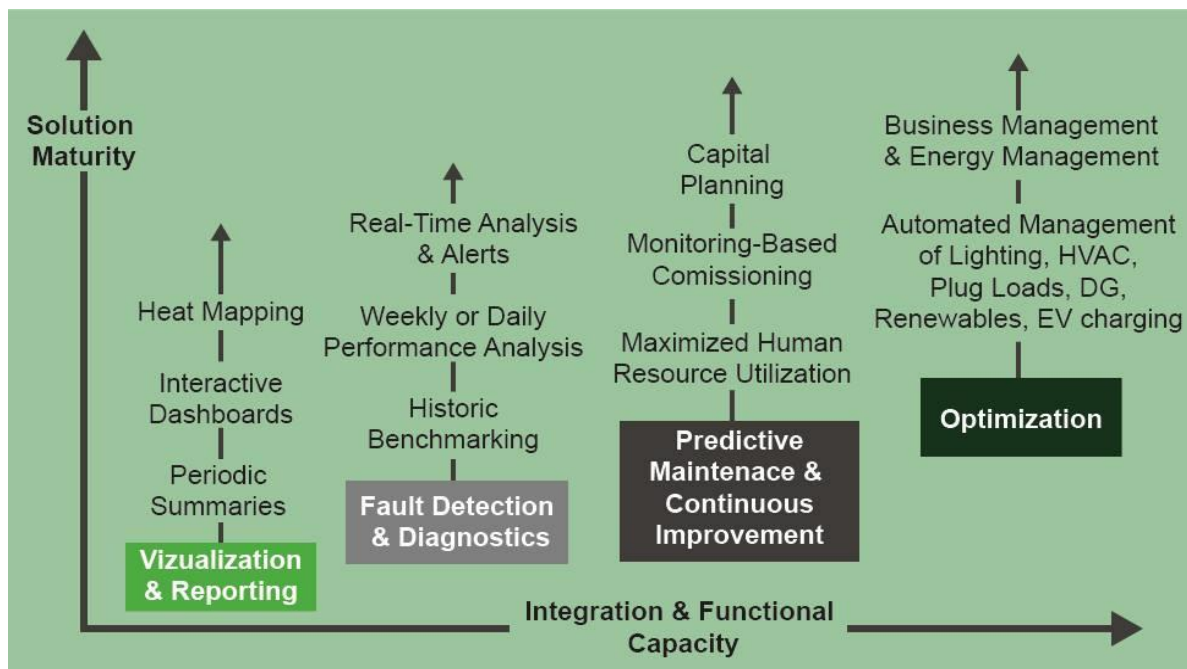 Solution
Maturity
Heat Mapping
Interactive
Dashboards
Periodic
Summaries
Vizualization
& Reporting
Real-Time Analysis
& Alerts
Weekly or Daily
Performance Analysis
Historic
Benchmarking
Fault Detection
& Diagnostics
Capital
Planning
Monitoring-Based
Comissioning
Maximized Human
Resource Utilization
Predictive
Maintenace &
Continuous
Improvement
Business Management
& Energy Management
Automated Management
of Lighting, HVAC,
Plug Loads, DG,
Renewables, EV charging
Optimization
Integration & Functional
Capacity